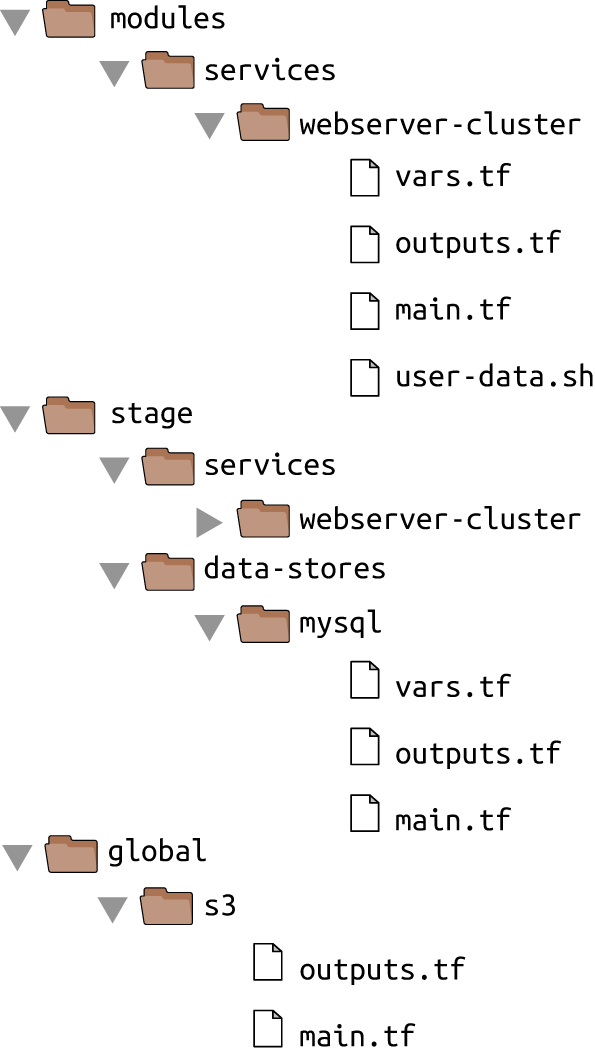 modules
services
webserver-cluster
vars.tf
outputs.tf
main.tf
user-data.sh
stage
services
webserver-cluster
data-stores
mysql
vars.tf
outputs.tf
main.tf
global
s3
outputs.tf
main.tf